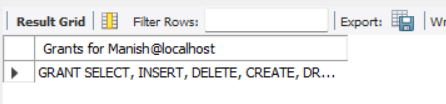 Result Grid Filter Rows: Export: Wr
Grants for Manish@localhost
GRANT SELECT, INSERT, DELETE, CREATE, DR...